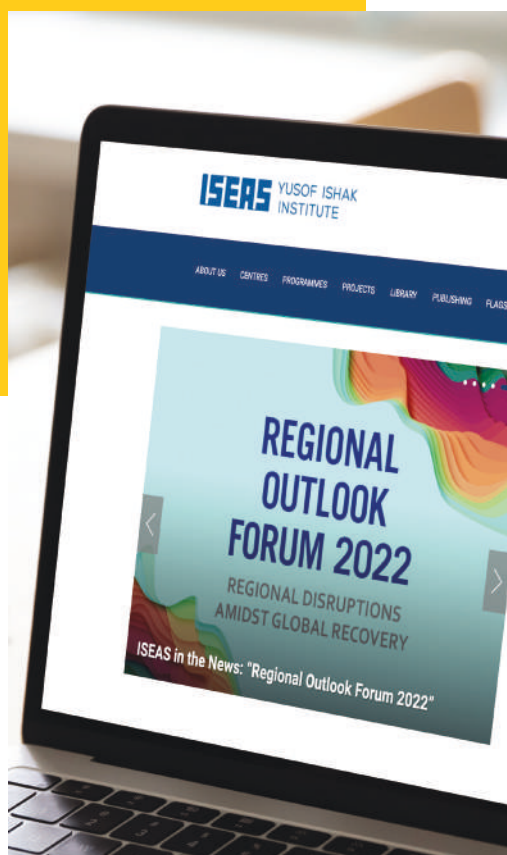 ISEAS YUSOF ISHAK
INSTITUTE
ABOUT US CENTRES PROGRAMMES PROJECTS LIBRARY PUBLISHING
REGIONAL
OUTLOOK
FORUM 2022
REGIONAL DISRUPTIONS
AMIDST GLOBAL RECOVERY
ISEAS in the News: "Regional Outlook Forum 2022"